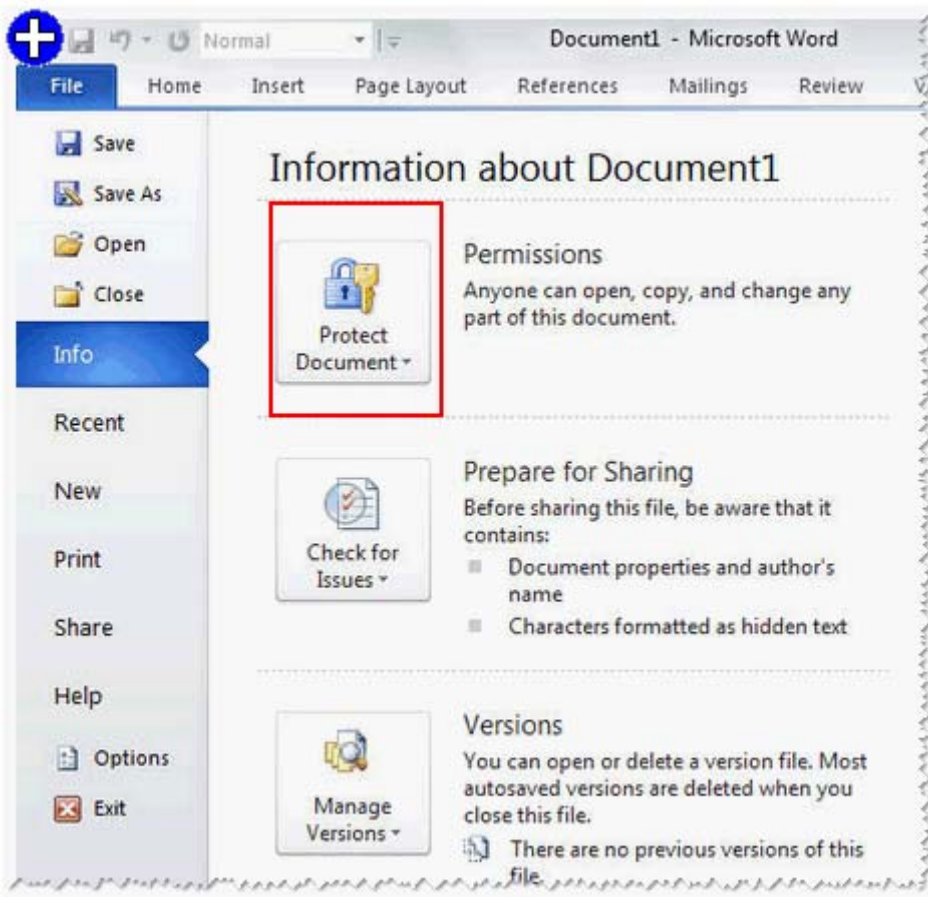 Normal
Document1 - Microsoft Word
File Home Insert Page Layout References Mailings Review
Save
Save As
Open
Close
Info
Recent
New
Print
Share
Help
Options
Exit
Information about Document1
Protect
Document
Permissions
Anyone can open, copy, and change any
part of this document.
Check for
Issues
Prepare for Sharing
Before sharing this file, be aware that it
contains:
Document properties and author's
name
Characters formatted as hidden text
Manage
Versions
Versions
You can open or delete a version file. Most
autosaved versions are deleted when you
close this file.
There are no previous versions of this
file.